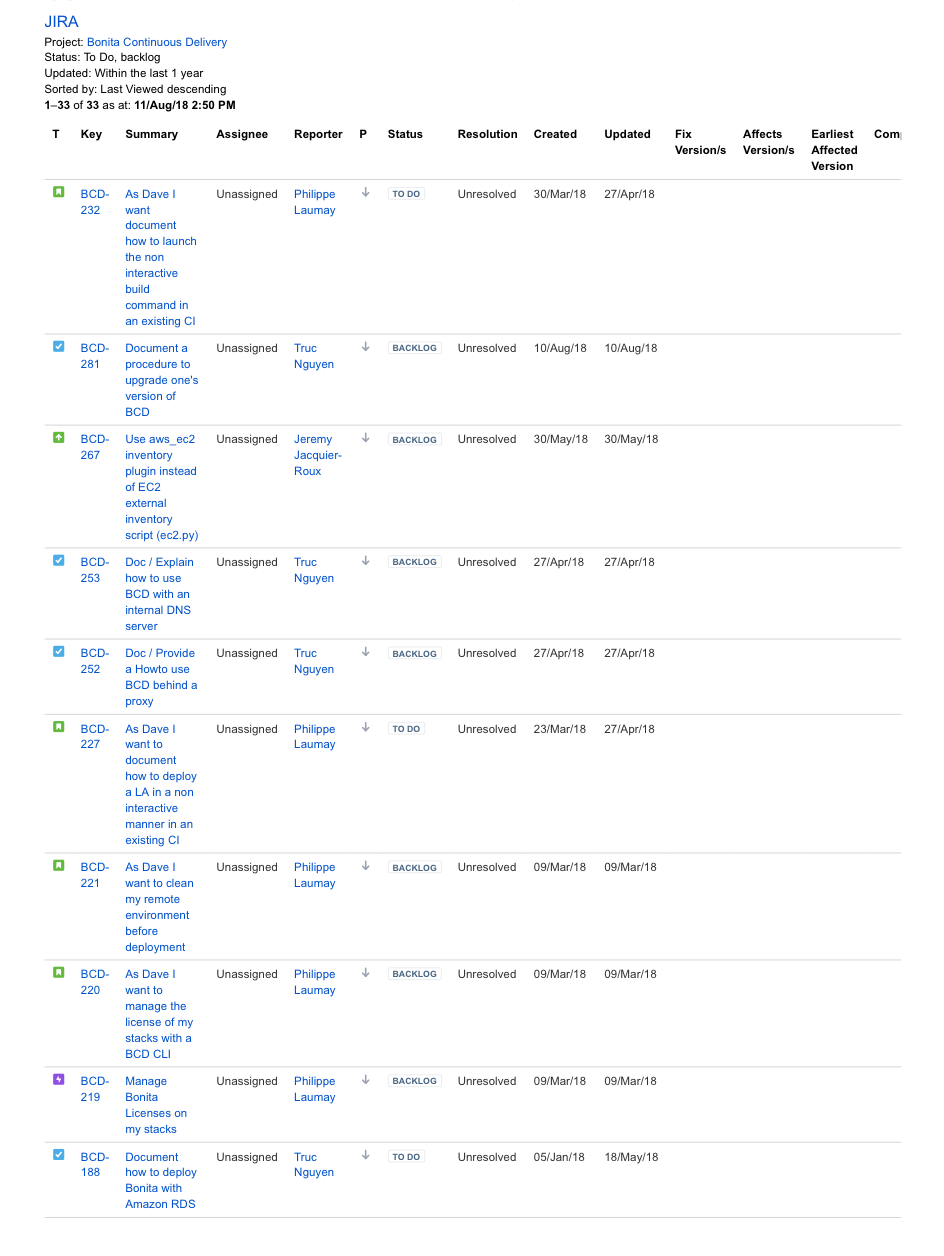 JIRA
Project: Bonita Continuous Delivery
Status: To Do, backlog
Updated: Within the last 1 year
Sorted by: Last Viewed descending
1–33 of 33 as at: 11/Aug/18 2:50 PM
T Key Summary Assignee Reporter P Status Resolution Created Updated Fix Affects Earliest Comp
Version/s Version/s Affected
Version
BCD- As Dave I Unassigned Philippe TO DO Unresolved 30/Mar/18 27/Apr/18
232 want Laumay
document
how to launch
the non
interactive
build
command in
an existing CI
BCD- Document a Unassigned Truc BACKLOG Unresolved 10/Aug/18 10/Aug/18
281 procedure to Nguyen
upgrade one's
version of
BCD
BCD- Use aws_ec2 Unassigned Jeremy BACKLOG Unresolved 30/May/18 30/May/18
267 inventory Jacquier-
plugin instead Roux
of EC2
external
inventory
script (ec2.py)
BCD- Doc / Explain Unassigned Truc BACKLOG Unresolved 27/Apr/18 27/Apr/18
253 how to use Nguyen
BCD with an
internal DNS
server
BCD- Doc / Provide Unassigned Truc BACKLOG Unresolved 27/Apr/18 27/Apr/18
252 a Howto use Nguyen
BCD behind a
proxy
BCD- As Dave I Unassigned Philippe TO DO Unresolved 23/Mar/18 27/Apr/18
227 want to Laumay
document
how to deploy
a LA in a non
interactive
manner in an
existing CI
BCD- As Dave I Unassigned Philippe BACKLOG Unresolved 09/Mar/18 09/Mar/18
221 want to clean Laumay
my remote
environment
before
deployment
BCD- As Dave I Unassigned Philippe BACKLOG Unresolved 09/Mar/18 09/Mar/18
220 want to Laumay
manage the
license of my
stacks with a
BCD CLI
BCD- Manage Unassigned Philippe BACKLOG Unresolved 09/Mar/18 09/Mar/18
219 Bonita Laumay
Licenses on
my stacks
BCD- Document Unassigned Truc TO DO Unresolved 05/Jan/18 18/May/18
188 how to deploy Nguyen
Bonita with
Amazon RDS